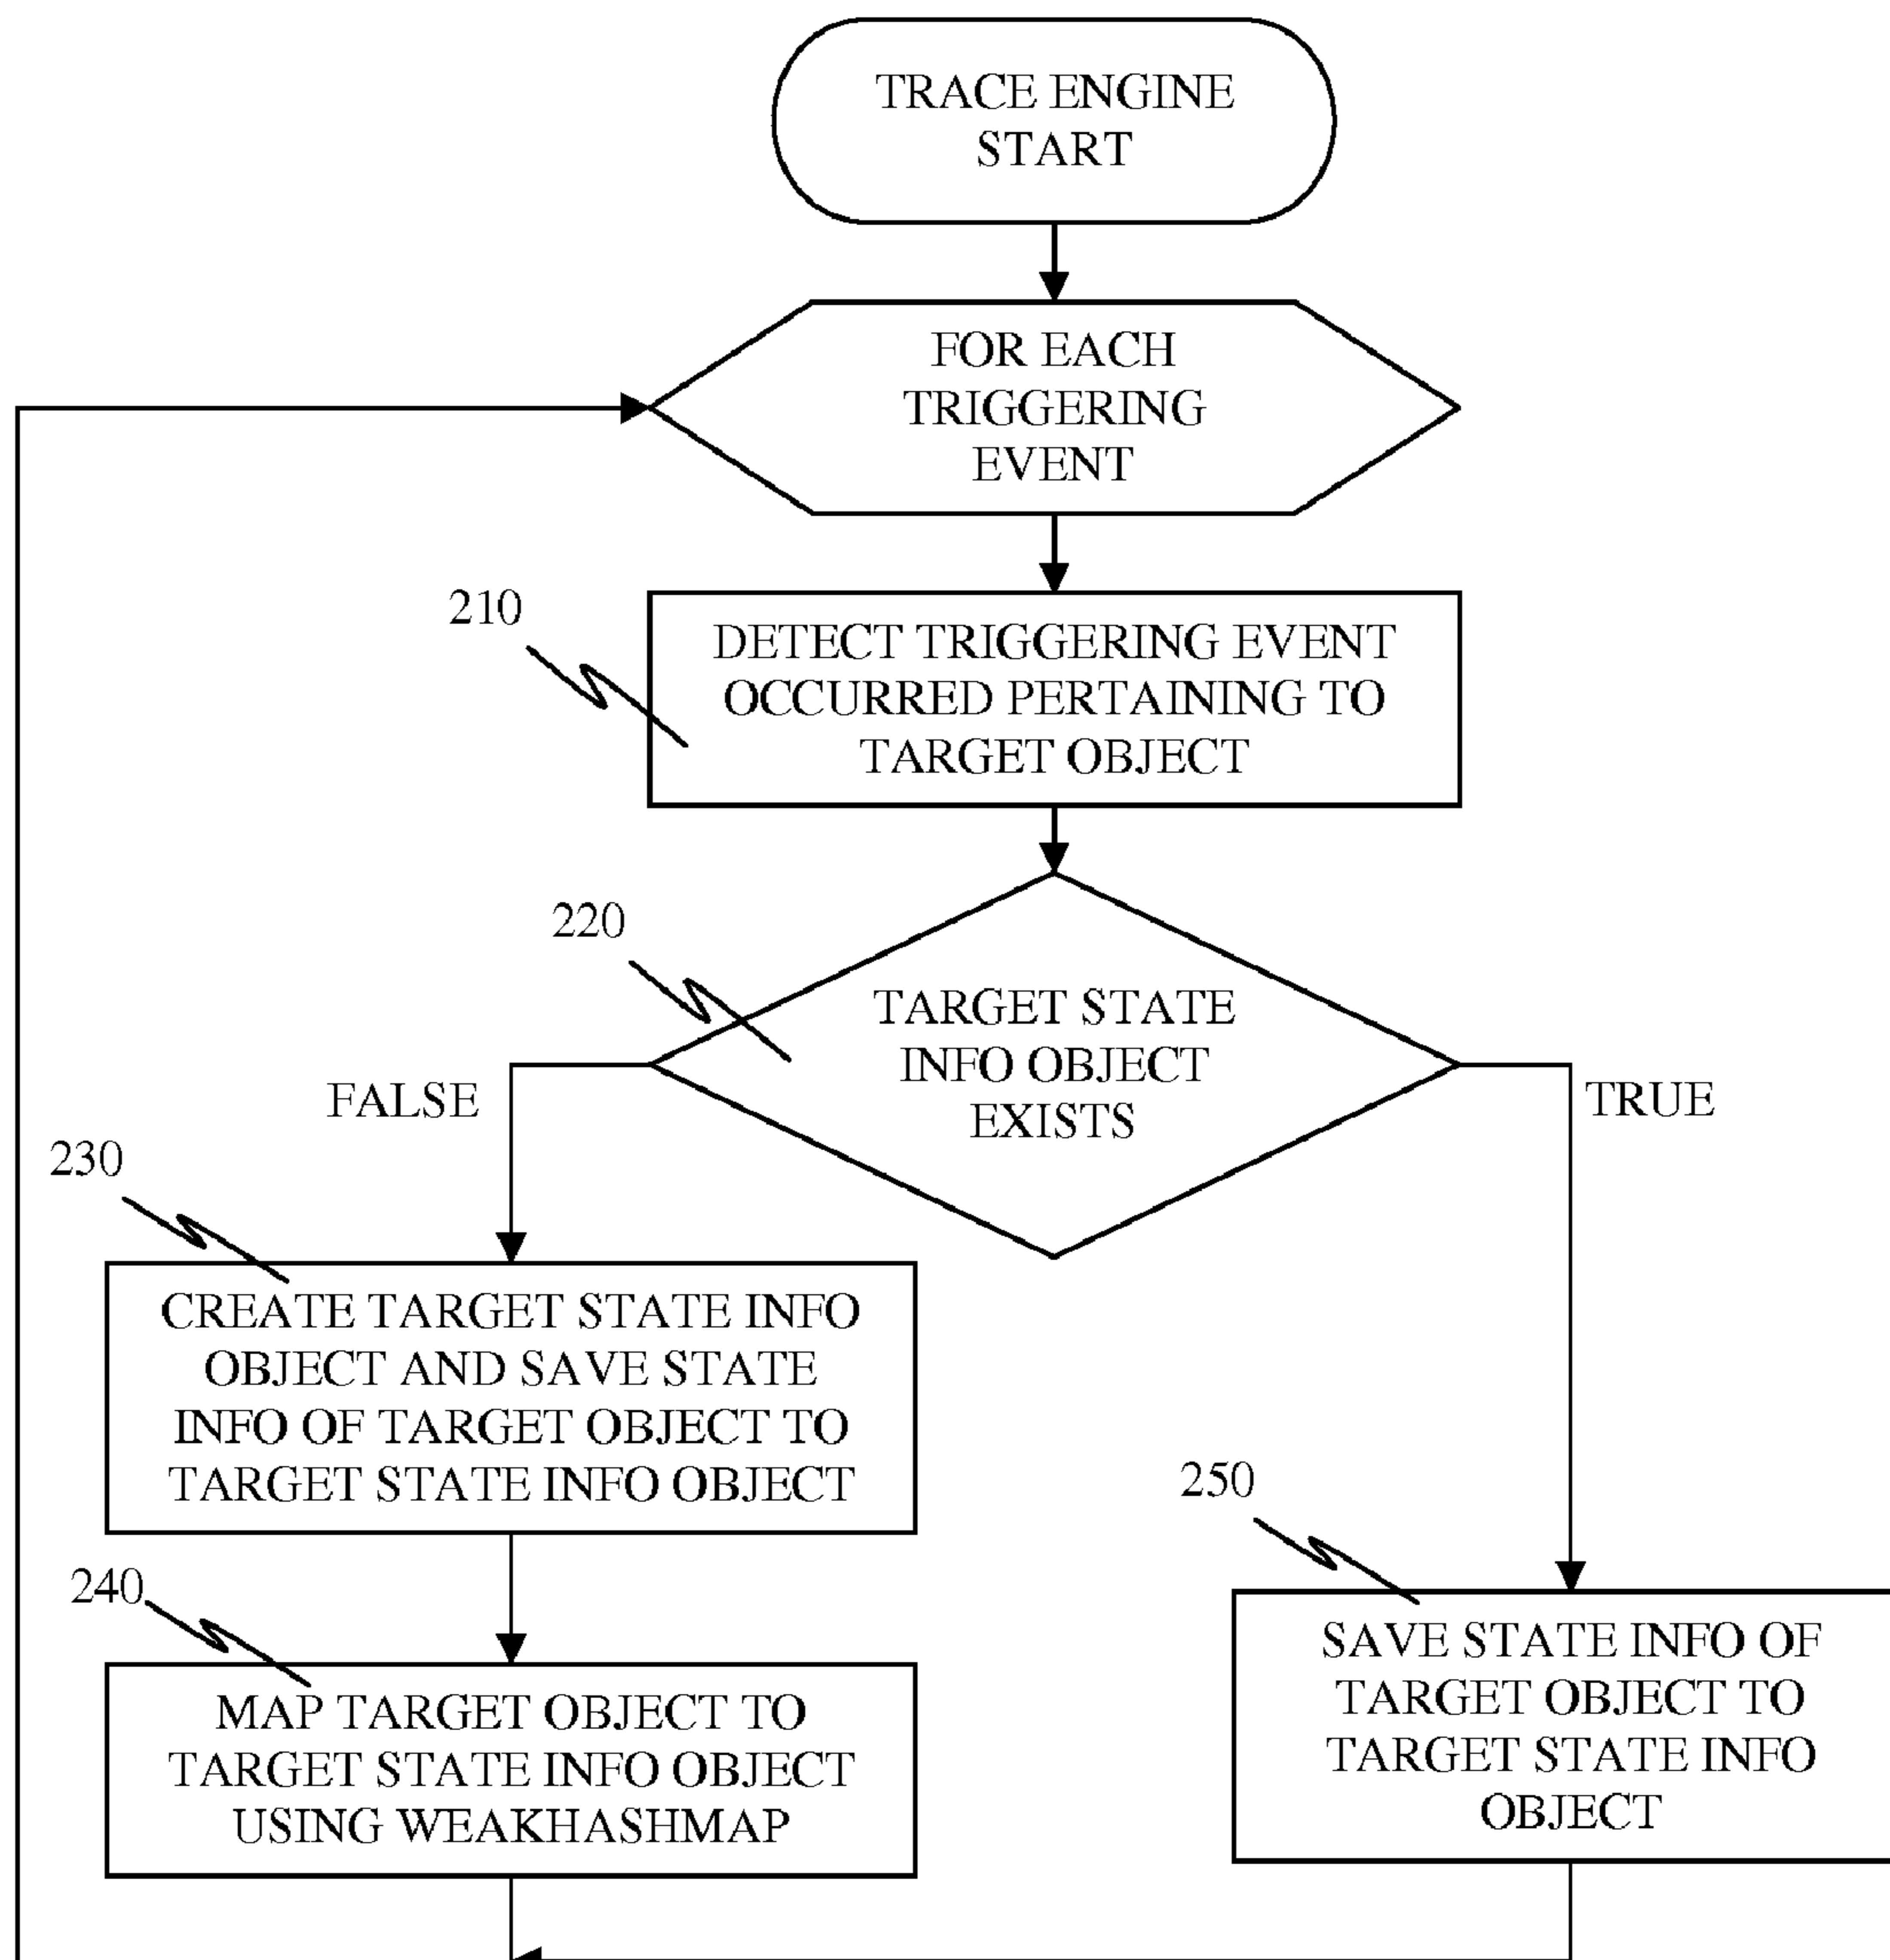 TRACE ENGINE
START
FOR EACH
TRIGGERING
EVENT
210
DETECT TRIGGERING EVENT
OCCURRED PERTAINING TO
TARGET OBJECT
220
TARGET STATE
INFO OBJECT
EXISTS
FALSE
TRUE
230
CREATE TARGET STATE INFO
OBJECT AND SAVE STATE
INFO OF TARGET OBJECT TO
TARGET STATE INFO OBJECT
240
MAP TARGET OBJECT TO
TARGET STATE INFO OBJECT
USING WEAKHASHMAP
250
SAVE STATE INFO OF
TARGET OBJECT TO
TARGET STATE INFO
OBJECT